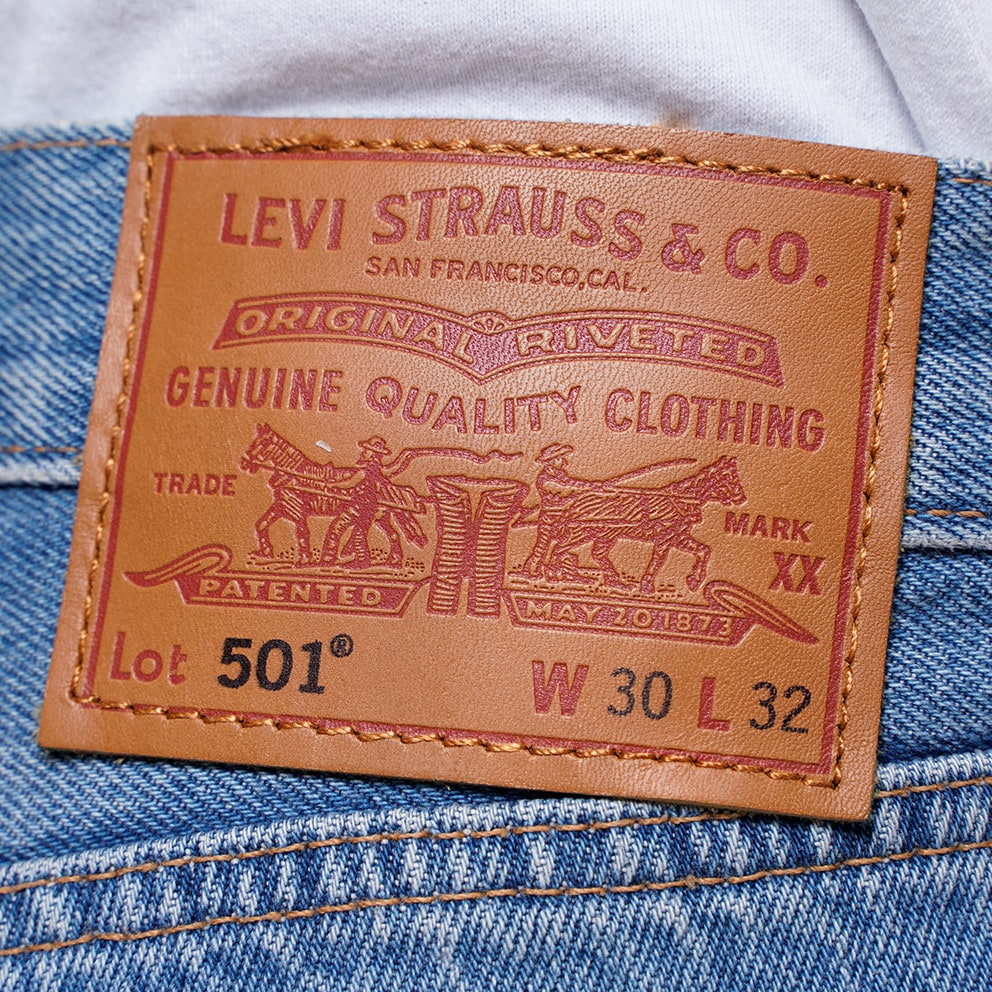 LEVI STRAUSS & CO.
SAN FRANCISCO, CAL.
ORIGINAL RIVETED
GENUINE QUALITY CLOTHING
TRADE MARK
XX
PATENTED MAY 20 1873
Lot 501® W 30 L 32